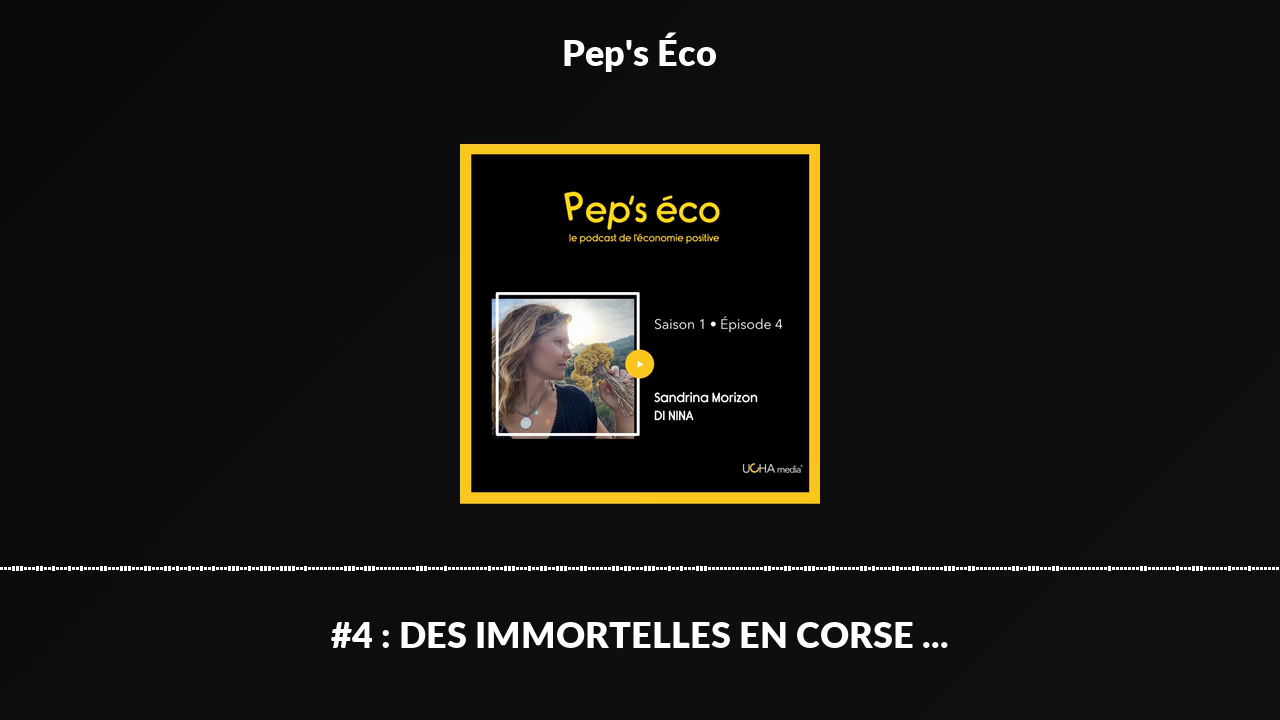 Pep's Éco
Pep's éco
le podcast de l'économie positive
Saison 1 • Épisode 4
Sandrina Morizon
DI NINA
UCHA media®
#4 : DES IMMORTELLES EN CORSE ...